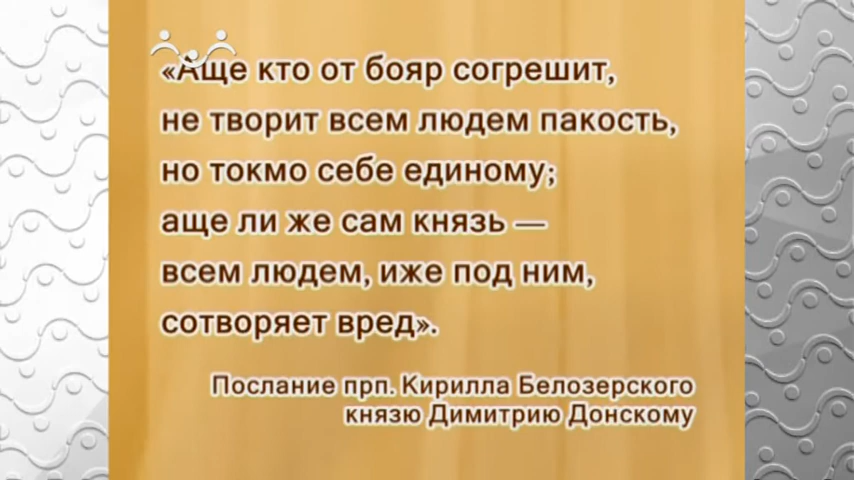 «Аще кто от бояр согрешит,
не творит всем людем пакость,
но токмо себе единому;
аще ли же сам князь —
всем людем, иже под ним,
сотворяет вред».
Послание прп. Кирилла Белозерского
князю Димитрию Донскому